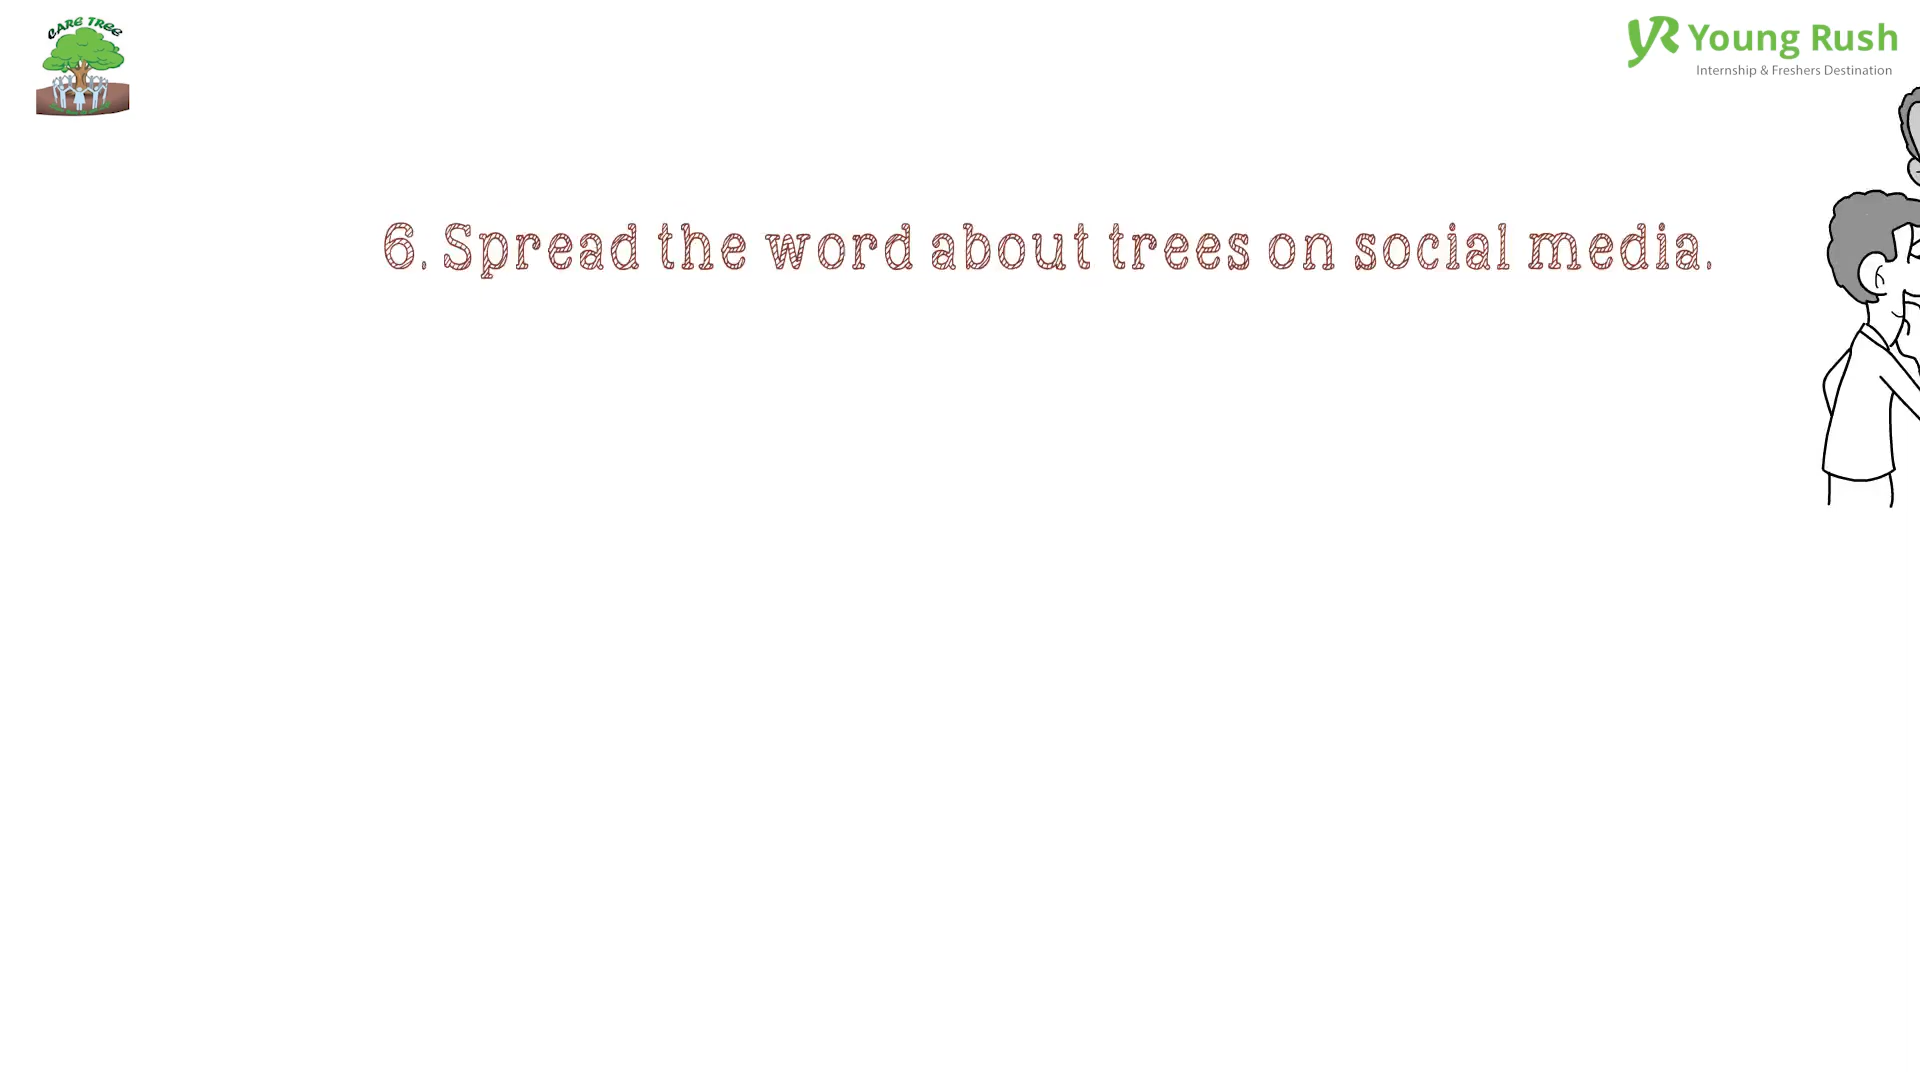 CARE TREE
Young Rush
Internship & Freshers Destination
6. Spread the word about trees on social media.